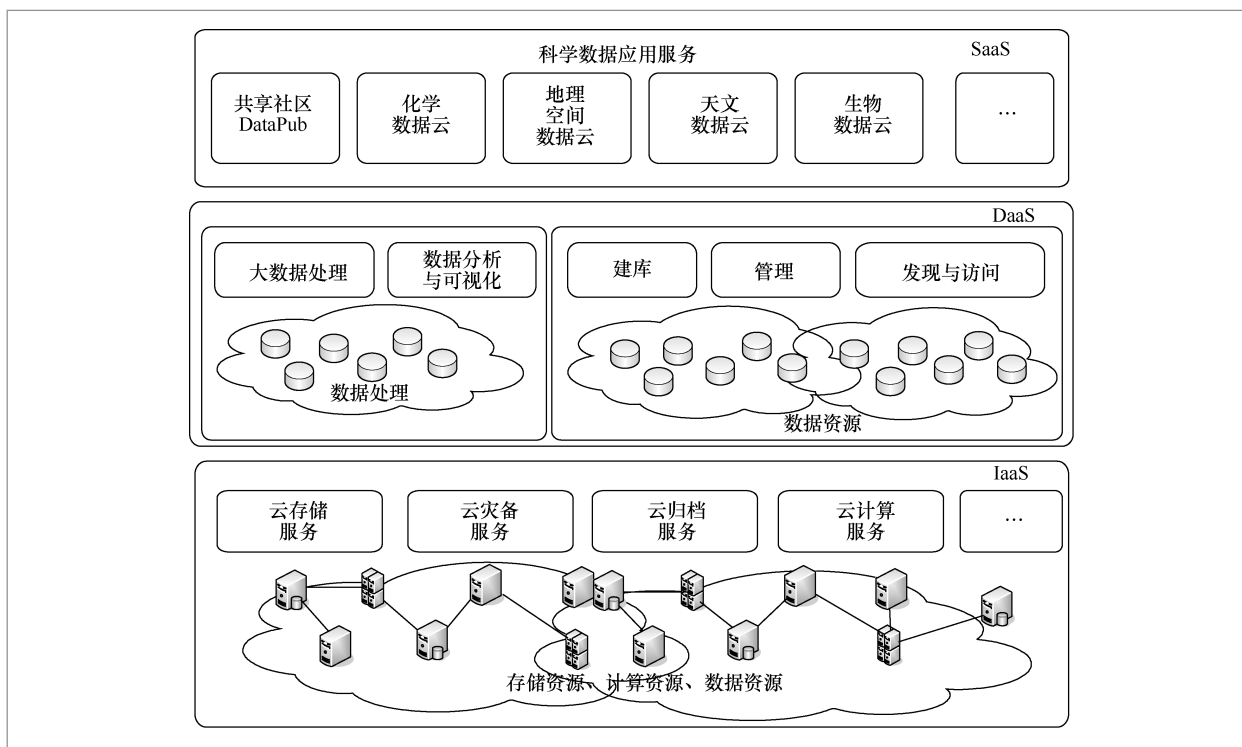 科学数据应用服务
SaaS
共享社区
DataPub
化学
数据云
地理
空间
数据云
天文
数据云
生物
数据云
…
DaaS
大数据处理
数据分析
与可视化
数据处理
建库
管理
发现与访问
数据资源
IaaS
云存储
服务
云灾备
服务
云归档
服务
云计算
服务
…
存储资源、计算资源、数据资源